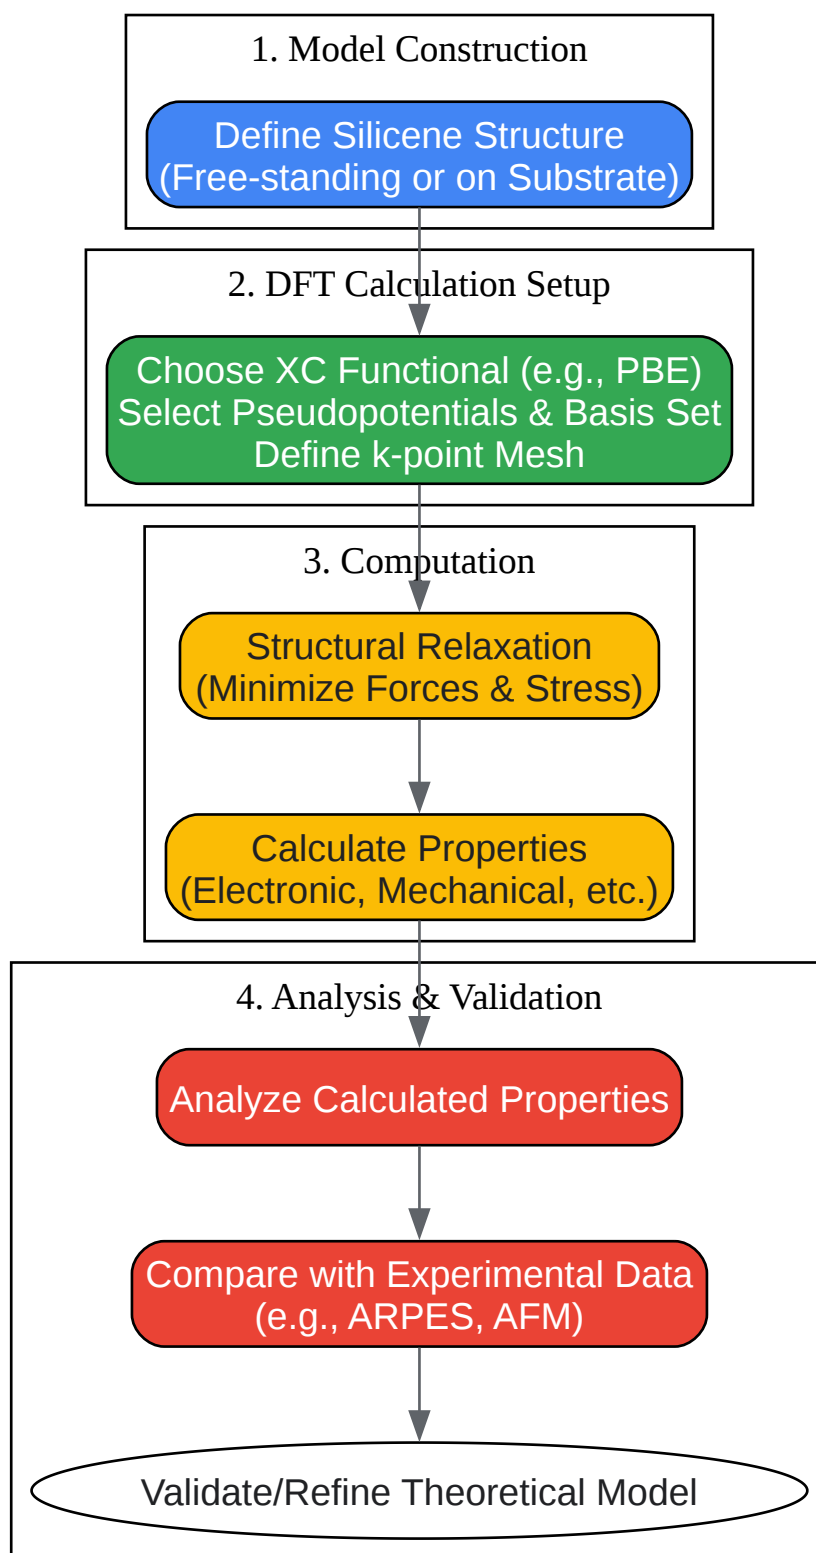 1. Model Construction
Define Silicene Structure
(Free-standing or on Substrate)
2. DFT Calculation Setup
Choose XC Functional (e.g., PBE)
Select Pseudopotentials & Basis Set
Define k-point Mesh
3. Computation
Structural Relaxation
(Minimize Forces & Stress)
Calculate Properties
(Electronic, Mechanical, etc.)
4. Analysis & Validation
Analyze Calculated Properties
Compare with Experimental Data
(e.g., ARPES, AFM)
Validate/Refine Theoretical Model